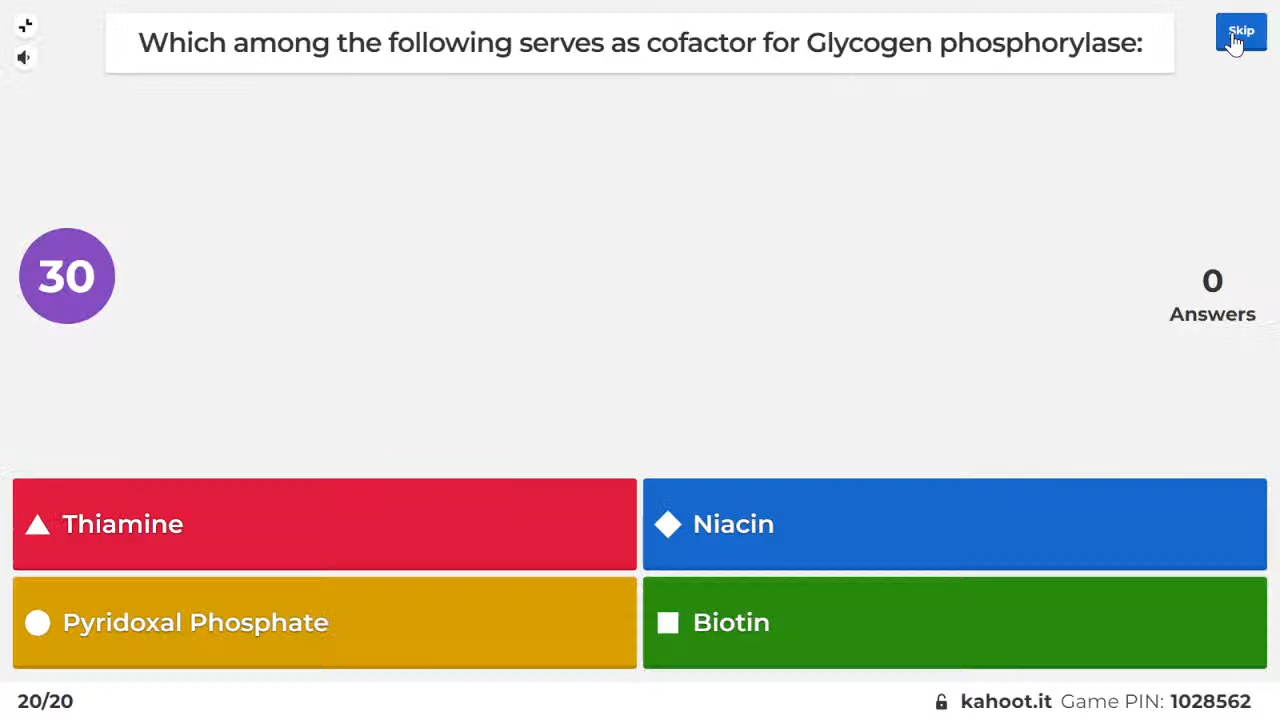 Which among the following serves as cofactor for Glycogen phosphorylase:
Skip
30
0
Answers
Thiamine
Niacin
Pyridoxal Phosphate
Biotin
20/20
kahoot.it Game PIN: 1028562